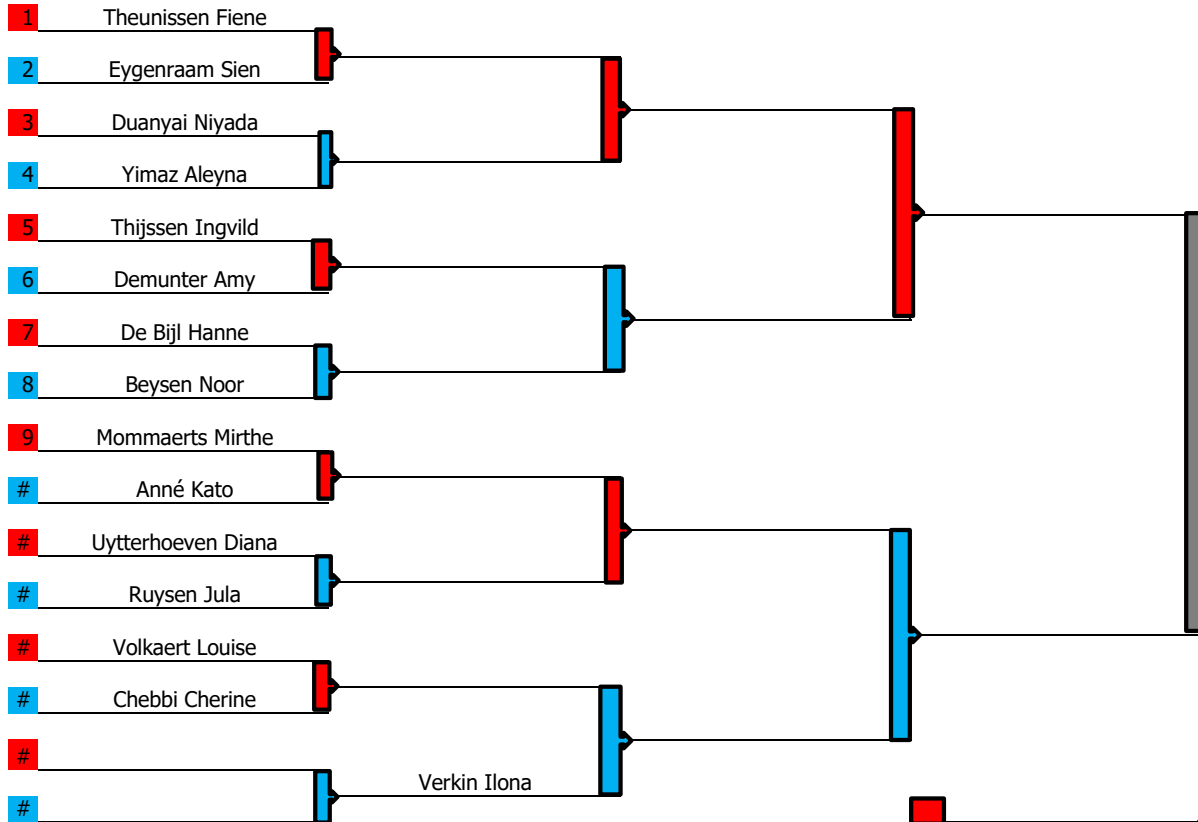 1 Theunissen Fiene
2 Eygenraam Sien
3 Duanyai Niyada
4 Yimaz Aleyna
5 Thijssen Ingvild
6 Demunter Amy
7 De Bijl Hanne
8 Beysen Noor
9 Mommaerts Mirthe
# Anné Kato
# Uytterhoeven Diana
# Ruysen Jula
# Volkaert Louise
# Chebbi Cherine
#
Verkin Ilona
#